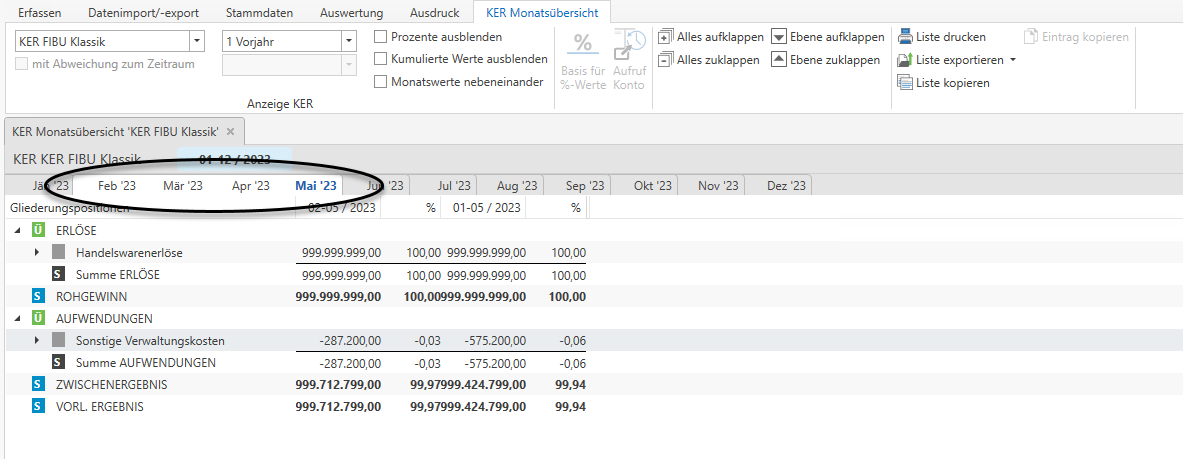 Erfassen Datenimport/-export Stammdaten Auswertung Ausdruck KER Monatsübersicht
KER FIBU Klassik 1 Vorjahr Prozente ausblenden Alles aufklappen Ebene aufklappen Liste drucken Eintrag kopieren
mit Abweichung zum Zeitraum Kumulierte Werte ausblenden % Alles zuklappen Ebene zuklappen Liste exportieren
Monatswerte nebeneinander Basis für %-Werte Aufruf Konto Liste kopieren
Anzeige KER
KER Monatsübersicht 'KER FIBU Klassik' ×
KER KER FIBU Klassik 01-12 / 2023
Jän '23 Feb '23 Mär '23 Apr '23 Mai '23 Jun '23 Jul '23 Aug '23 Sep '23 Okt '23 Nov '23 Dez '23
Gliederungspositionen 02-05 / 2023 % 01-05 / 2023 %
Ü ERLÖSE
Handelswarenerlöse 999.999.999,00 100,00 999.999.999,00 100,00
S Summe ERLÖSE 999.999.999,00 100,00 999.999.999,00 100,00
S ROHGEWINN 999.999.999,00 100,00 999.999.999,00 100,00
Ü AUFWENDUNGEN
Sonstige Verwaltungskosten -287.200,00 -0,03 -575.200,00 -0,06
S Summe AUFWENDUNGEN -287.200,00 -0,03 -575.200,00 -0,06
S ZWISCHENERGEBNIS 999.712.799,00 99,97 999.424.799,00 99,94
S VORL. ERGEBNIS 999.712.799,00 99,97 999.424.799,00 99,94